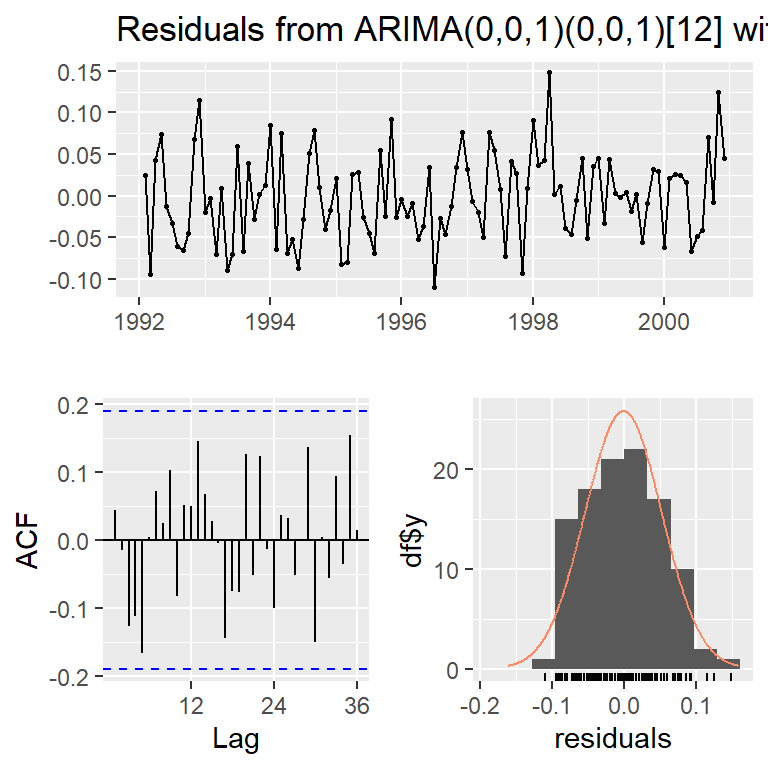 Residuals from ARIMA(0,0,1)(0,0,1)[12] wit
0.15
0.10
0.05
0.00
-0.05
-0.10
1992 1994 1996 1998 2000
ACF
0.2
0.1
0.0
-0.1
-0.2
12 24 36
Lag
df$y
20
10
0
-0.2 -0.1 0.0 0.1
residuals